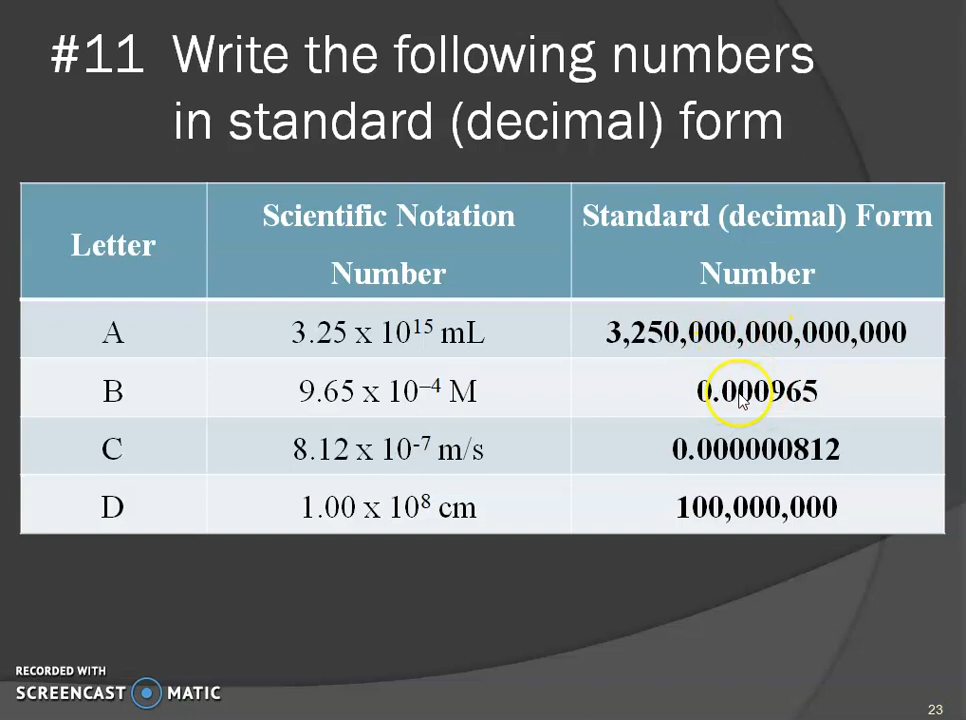 #11 Write the following numbers
in standard (decimal) form
Letter
Scientific Notation
Number
Standard (decimal) Form
Number
A
3.25 x 10¹⁵ mL
3,250,000,000,000,000
B
9.65 x 10⁻⁴ M
0.000965
C
8.12 x 10⁻⁷ m/s
0.000000812
D
1.00 x 10⁸ cm
100,000,000
RECORDED WITH
SCREENCAST MATIC
23